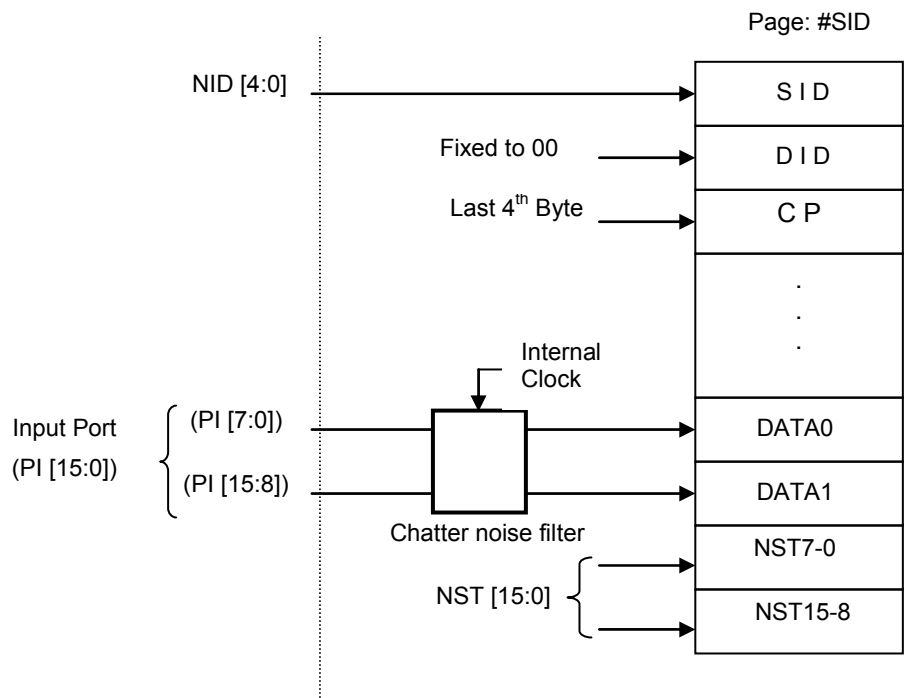 Page: #SID
NID [4:0]
S I D
Fixed to 00
D I D
Last 4th Byte
C P
.
.
.
Internal
Clock
Input Port
(PI [15:0])
(PI [7:0])
DATA0
(PI [15:8])
DATA1
Chatter noise filter
NST7-0
NST [15:0]
NST15-8